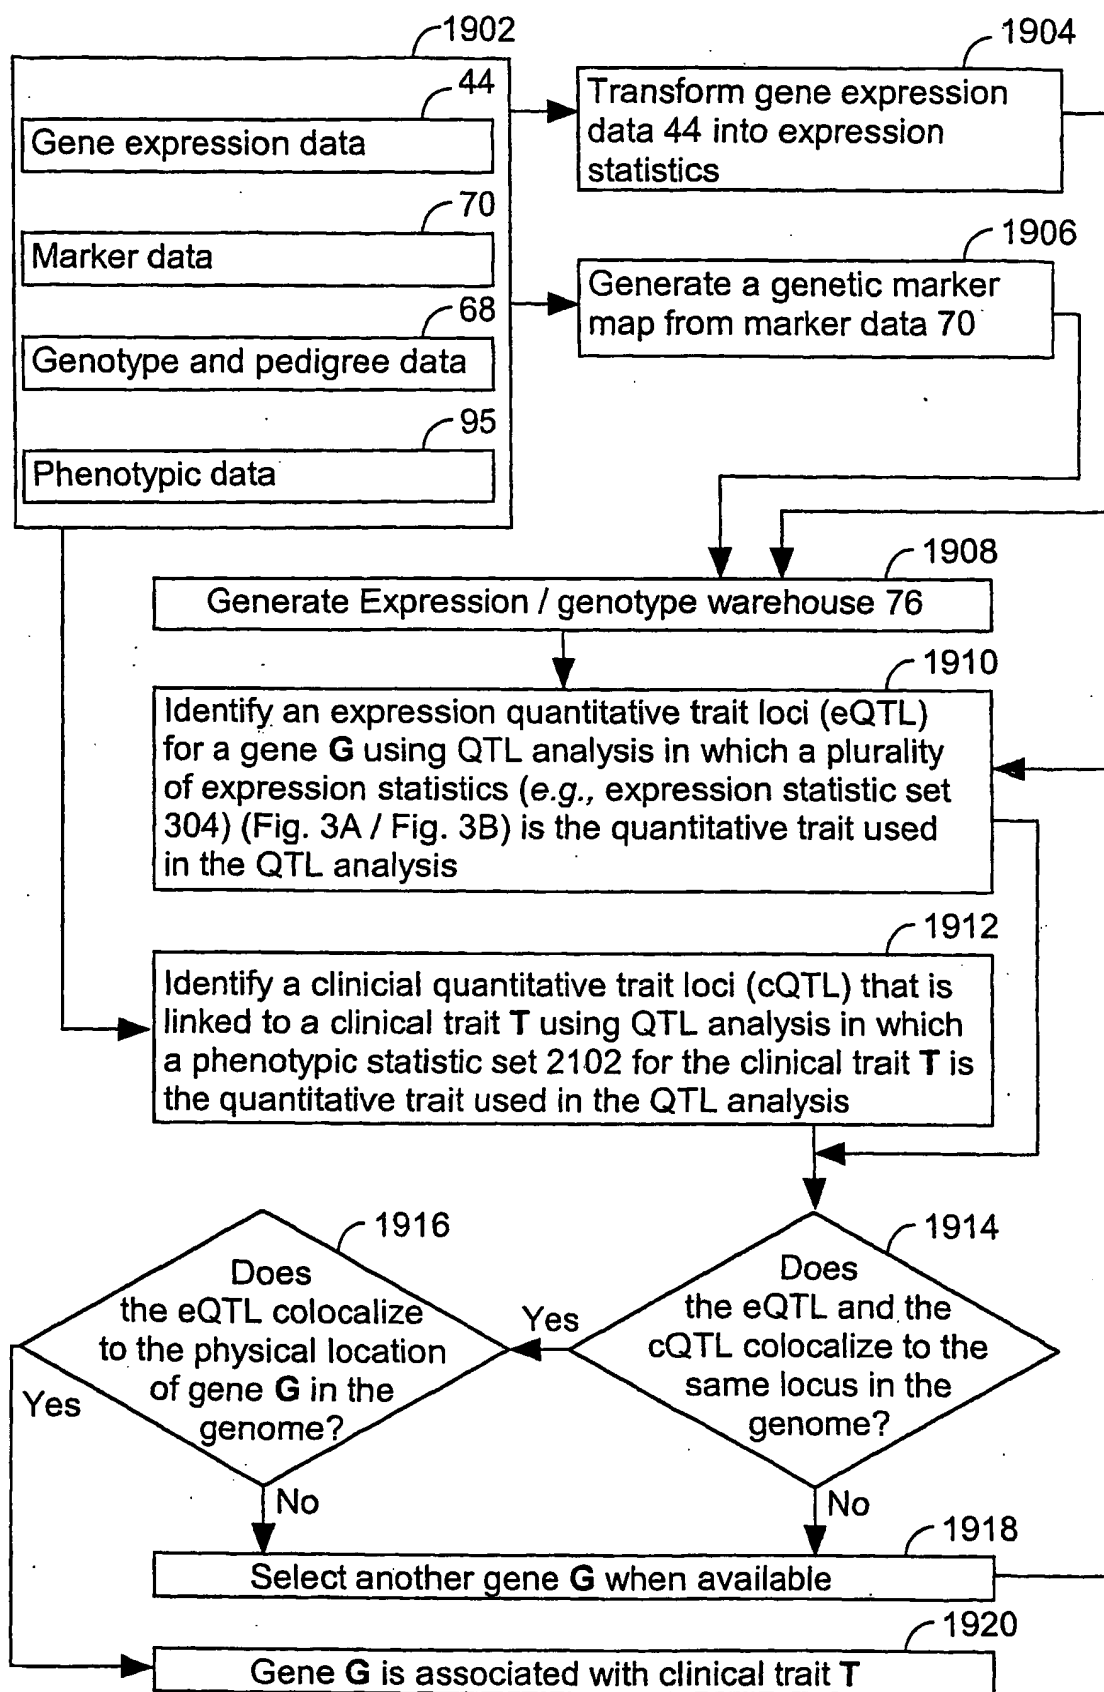 1902
44
Gene expression data
70
Marker data
68
Genotype and pedigree data
95
Phenotypic data
1904
Transform gene expression
data 44 into expression
statistics
1906
Generate a genetic marker
map from marker data 70
1908
Generate Expression / genotype warehouse 76
1910
Identify an expression quantitative trait loci (eQTL)
for a gene G using QTL analysis in which a plurality
of expression statistics (e.g., expression statistic set
304) (Fig. 3A / Fig. 3B) is the quantitative trait used
in the QTL analysis
1912
Identify a clinicial quantitative trait loci (cQTL) that is
linked to a clinical trait T using QTL analysis in which
a phenotypic statistic set 2102 for the clinical trait T is
the quantitative trait used in the QTL analysis
1914
Does
the eQTL and the
cQTL colocalize to the
same locus in the
genome?
Yes
No
1916
Does
the eQTL colocalize
to the physical location
of gene G in the
genome?
Yes
No
1918
Select another gene G when available
1920
Gene G is associated with clinical trait T